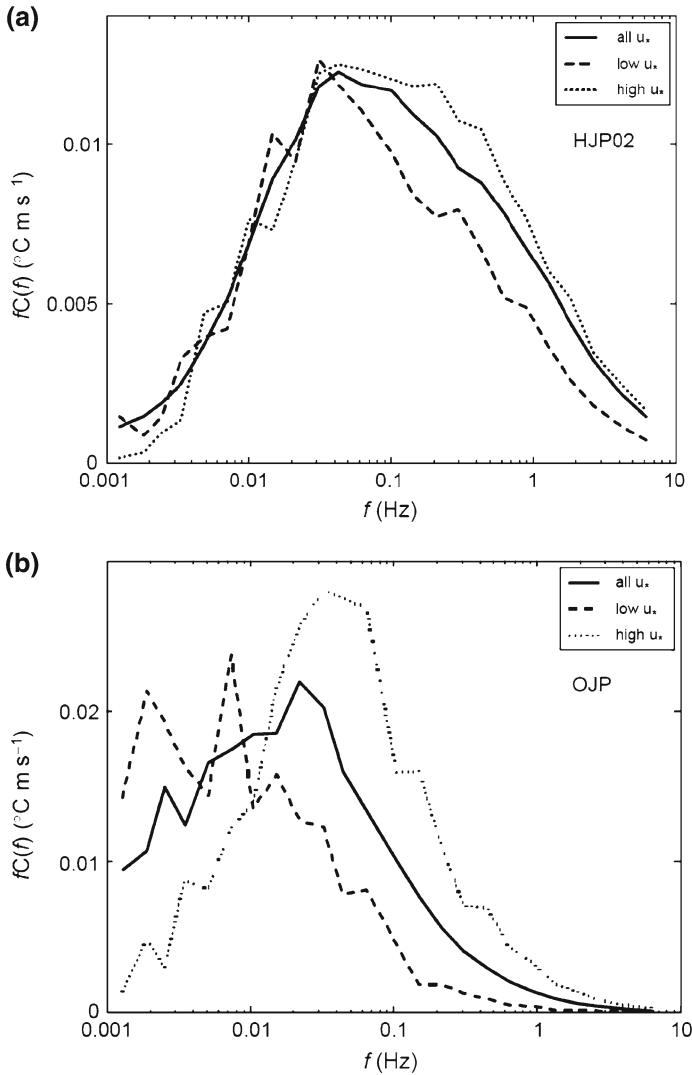 (a)
all u*
low u*
high u*
HJP02
0.01
0.005
0
fC(f) (°C m s⁻¹)
0.001
0.01
0.1
1
10
f (Hz)
(b)
all u*
low u*
high u*
OJP
0.02
0.01
0
fC(f) (°C m s⁻¹)
0.001
0.01
0.1
1
10
f (Hz)